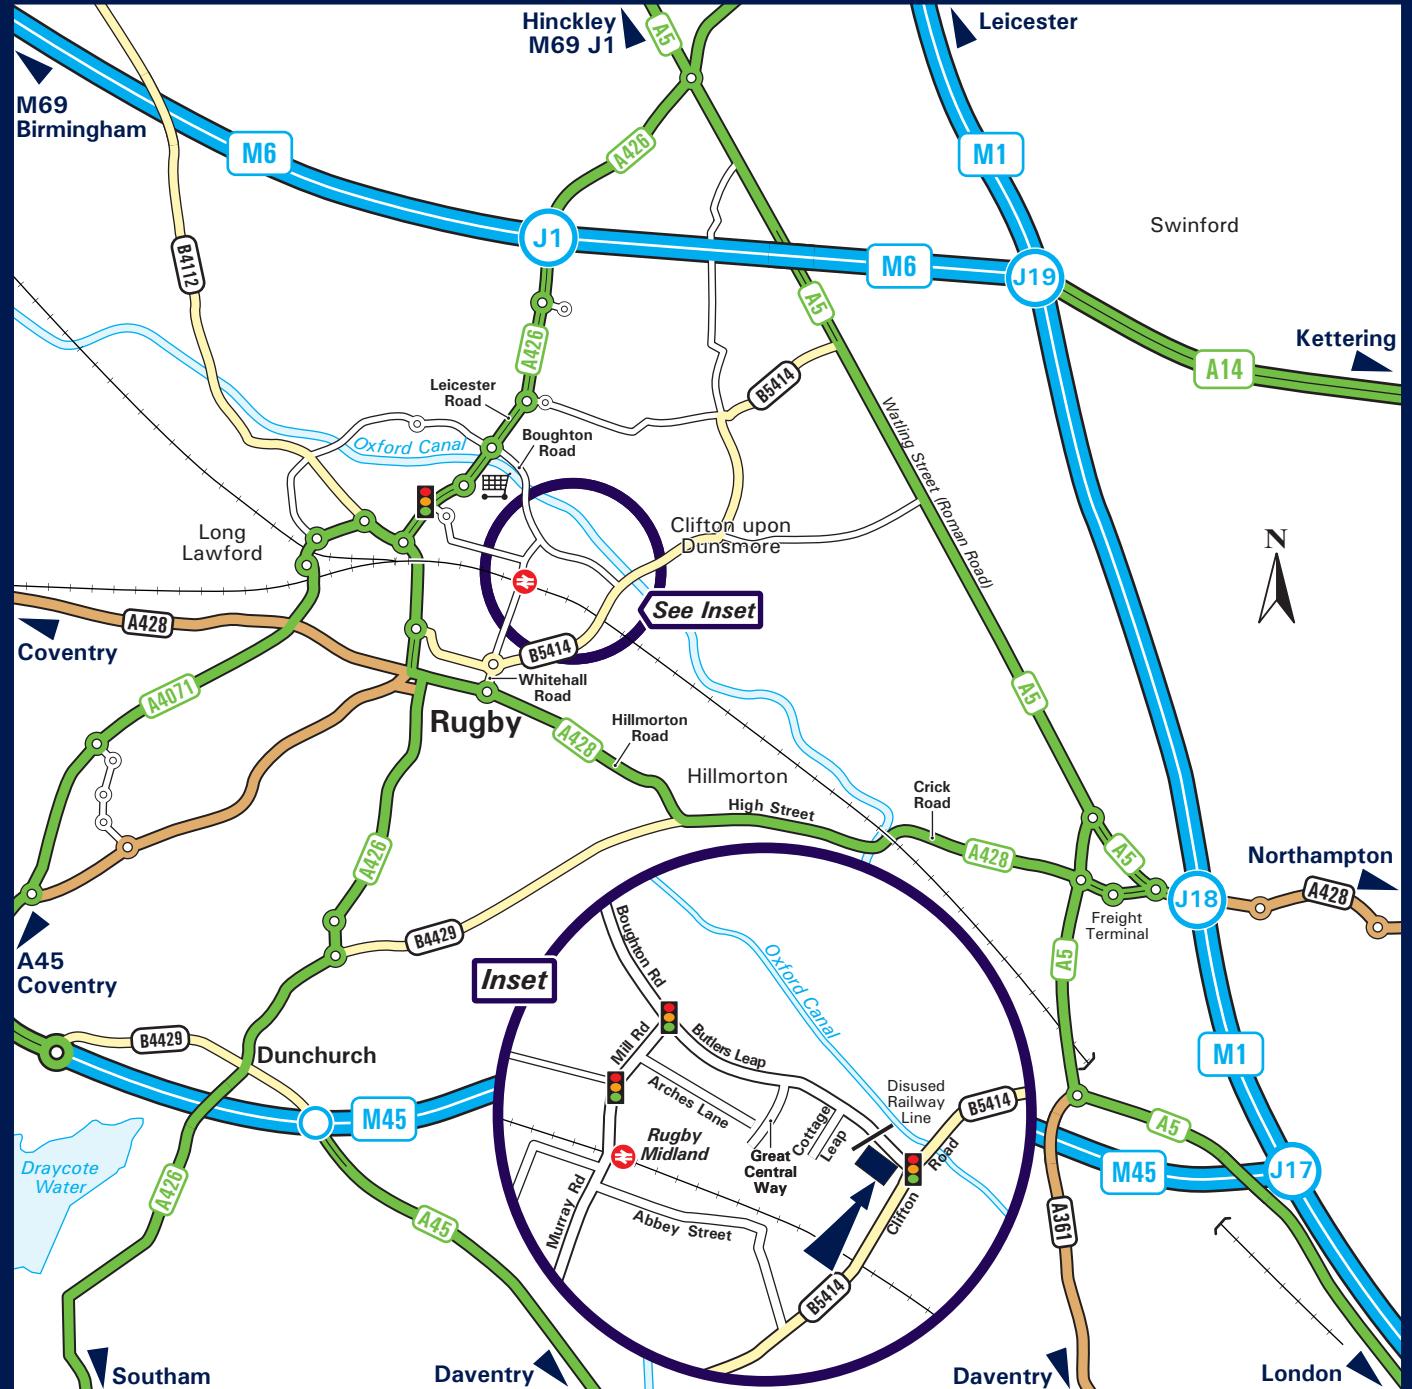 Hinckley
M69 J1
A5
Leicester
M69
Birmingham
M6
A426
M1
Swinford
J1
B4112
M6
J19
A5
Kettering
A14
A426
Leicester
Road
B5414
Watling Street (Roman Road)
Oxford Canal
Boughton
Road
Long
Lawford
Clifton upon
Dunsmore
N
See Inset
A428
Coventry
B5414
Whitehall
Road
A4071
A5
Rugby
A428
Hillmorton
Road
Hillmorton
High Street
Crick
Road
A428
A5
Northampton
A428
J18
Freight
Terminal
A426
B4429
A5
A45
Coventry
Inset
Boughton Rd
Oxford Canal
Mill Rd
Butlers Leap
B4429
Dunchurch
M1
Arches Lane
Disused
Railway
Line
B5414
M45
Cottage
Leap
Road
Rugby
Midland
Great
Central
Way
A5
M45
J17
Draycote
Water
A426
Murray Rd
Abbey Street
Clifton
A45
A361
B5414
Southam
Daventry
Daventry
London